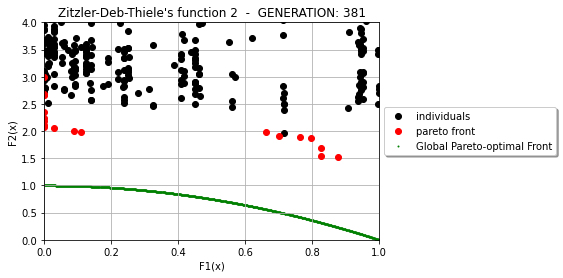 Zitzler-Deb-Thiele's function 2 - GENERATION: 381
4.0
3.5
3.0
2.5
2.0
1.5
1.0
0.5
0.0
F2(x)
0.0 0.2 0.4 0.6 0.8 1.0
F1(x)
individuals
pareto front
Global Pareto-optimal Front